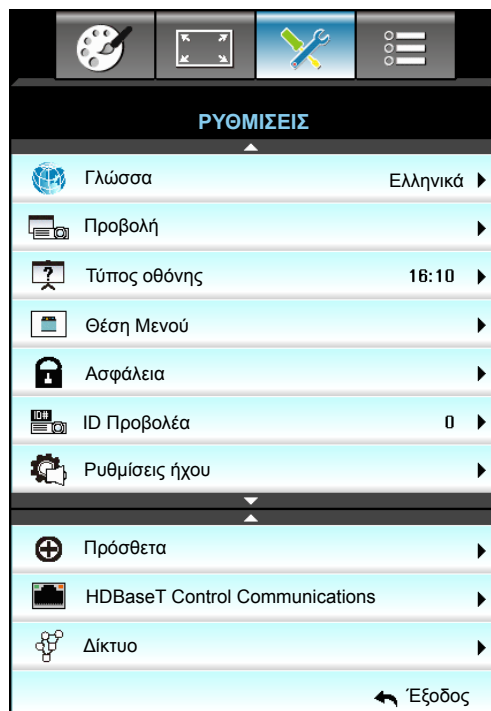 ΡΥΘΜΙΣΕΙΣ
Γλώσσα Ελληνικά
Προβολή
?
Τύπος οθόνης 16:10
Θέση Μενού
Ασφάλεια
ID#
ID Προβολέα 0
Ρυθμίσεις ήχου
Πρόσθετα
HDBaseT Control Communications
Δίκτυο
Έξοδος